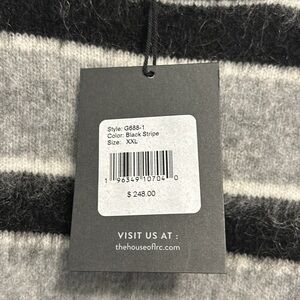 Style: G688-1
Color: Black Stripe
Size: XXL
1 96349 10704 0
$ 248.00
VISIT US AT :
thehouseoflrc.com